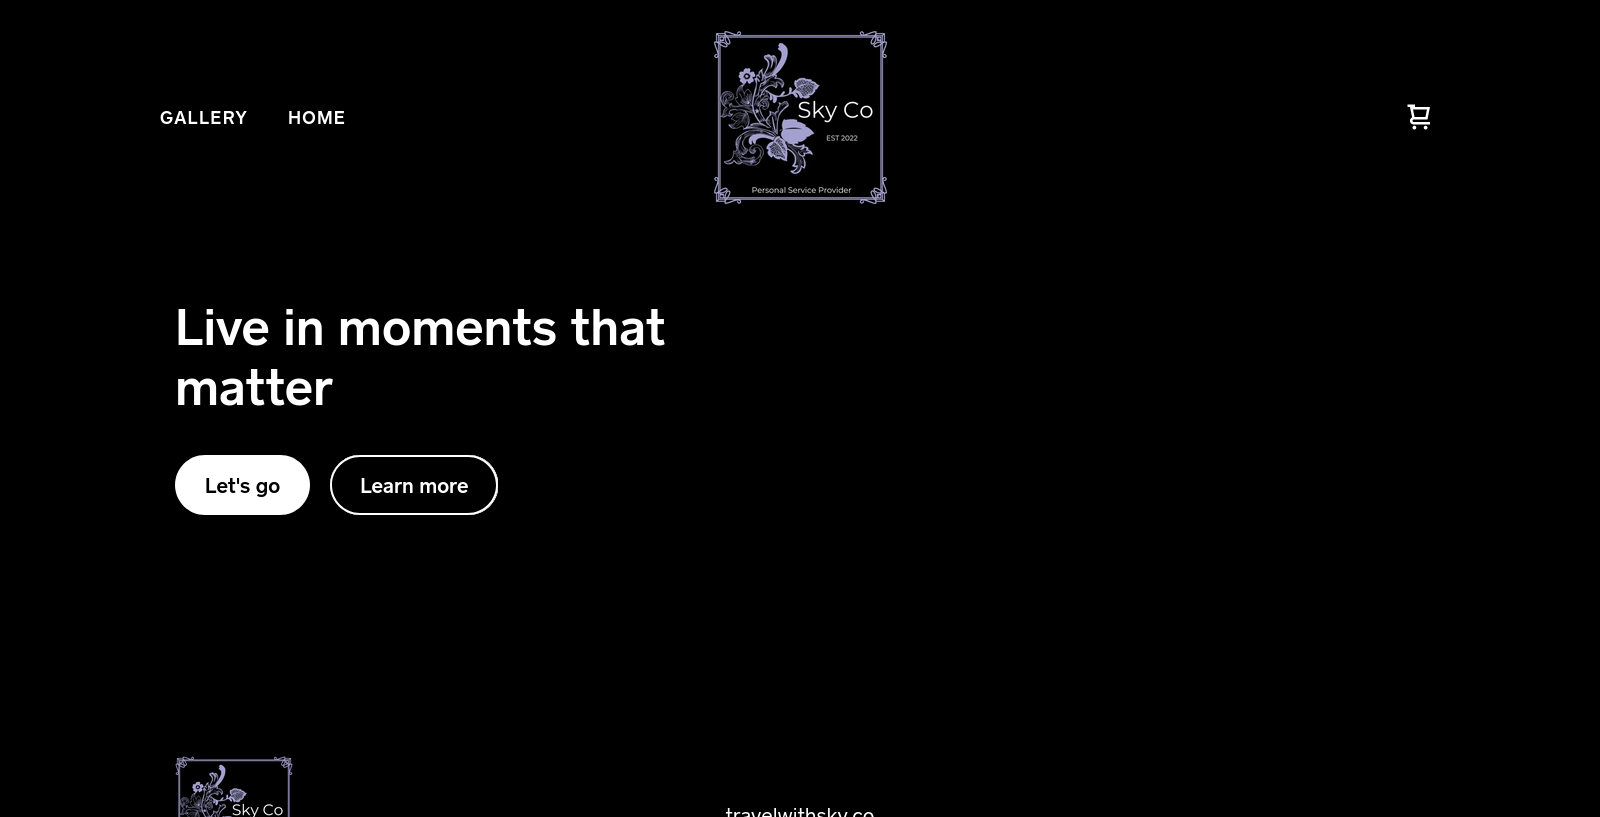 GALLERY HOME
Sky Co
EST 2022
Personal Service Provider
Live in moments that
matter
Let's go
Learn more
Sky Co
travelwithsky.co